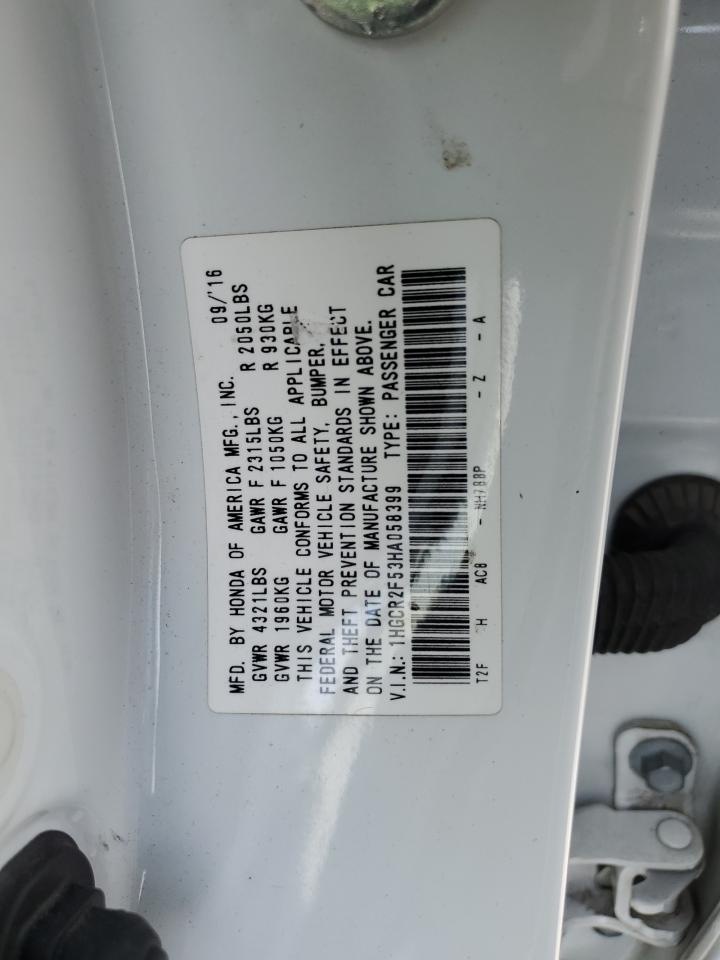 MFD. BY HONDA OF AMERICA MFG., INC. 09/'16
GVWR 4321LBS GAWR F 2315LBS R 2050LBS
GVWR 1960KG GAWR F 1050KG R 930KG
THIS VEHICLE CONFORMS TO ALL APPLICABLE
FEDERAL MOTOR VEHICLE SAFETY, BUMPER,
AND THEFT PREVENTION STANDARDS IN EFFECT
ON THE DATE OF MANUFACTURE SHOWN ABOVE.
V.I.N.: 1HGCR2F53HA058399 TYPE: PASSENGER CAR
T2F AC8 - NH788P - Z - A